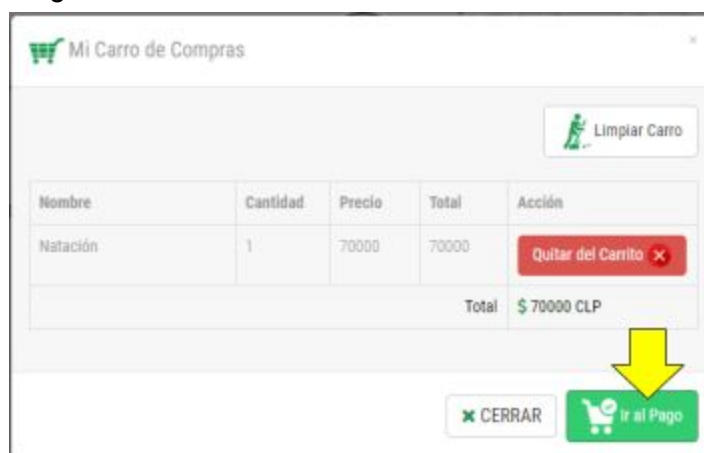 Mi Carro de Compras
×
Limpiar Carro
Nombre Cantidad Precio Total Acción
Natación 1 70000 70000 Quitar del Carrito
Total $ 70000 CLP
× CERRAR Ir al Pago